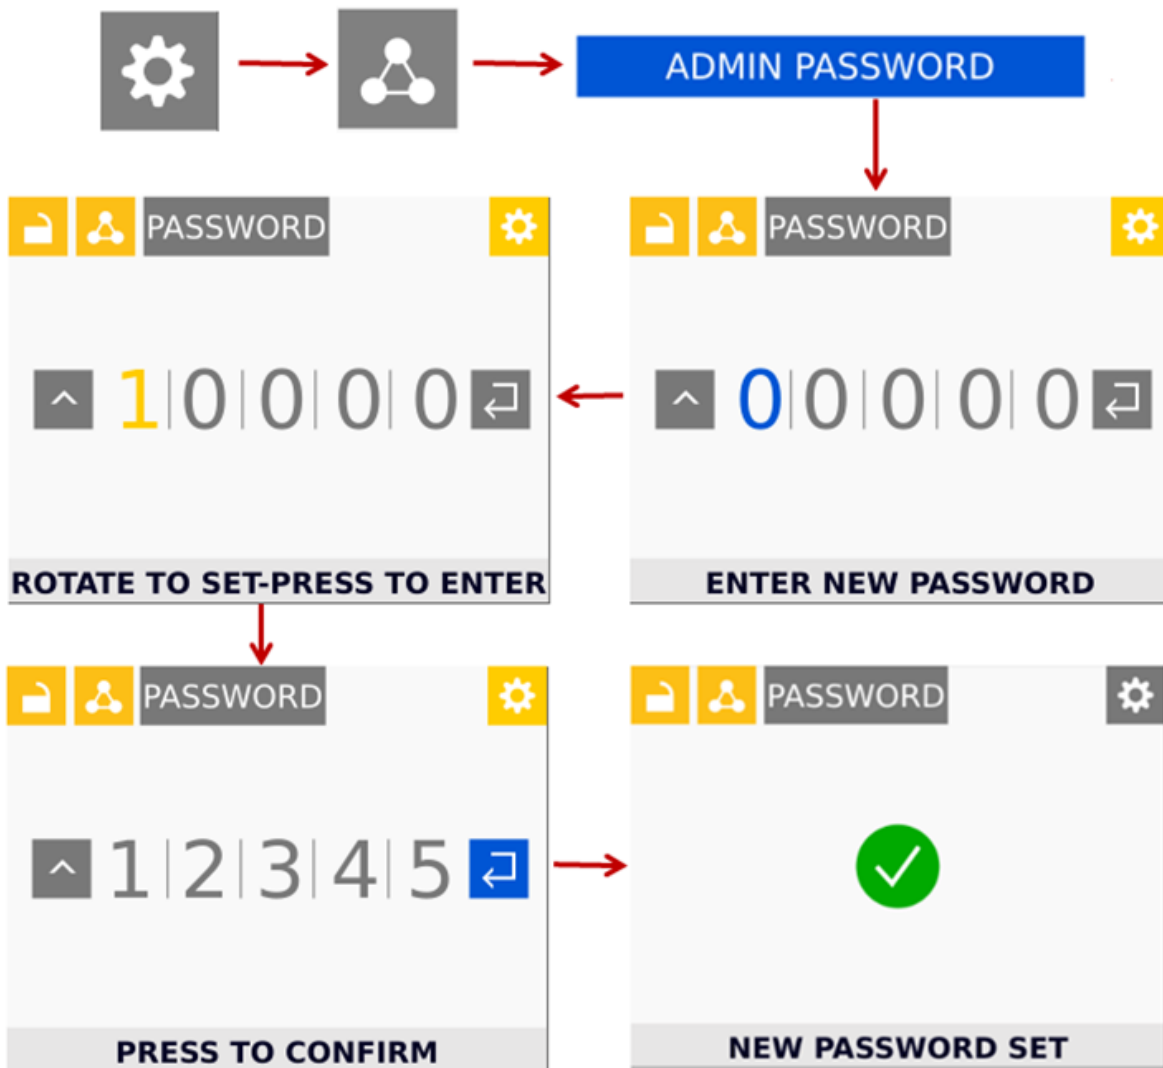 ADMIN PASSWORD
PASSWORD
0 0 0 0 0
ENTER NEW PASSWORD
PASSWORD
1 0 0 0 0
ROTATE TO SET-PRESS TO ENTER
PASSWORD
1 2 3 4 5
PRESS TO CONFIRM
PASSWORD
NEW PASSWORD SET